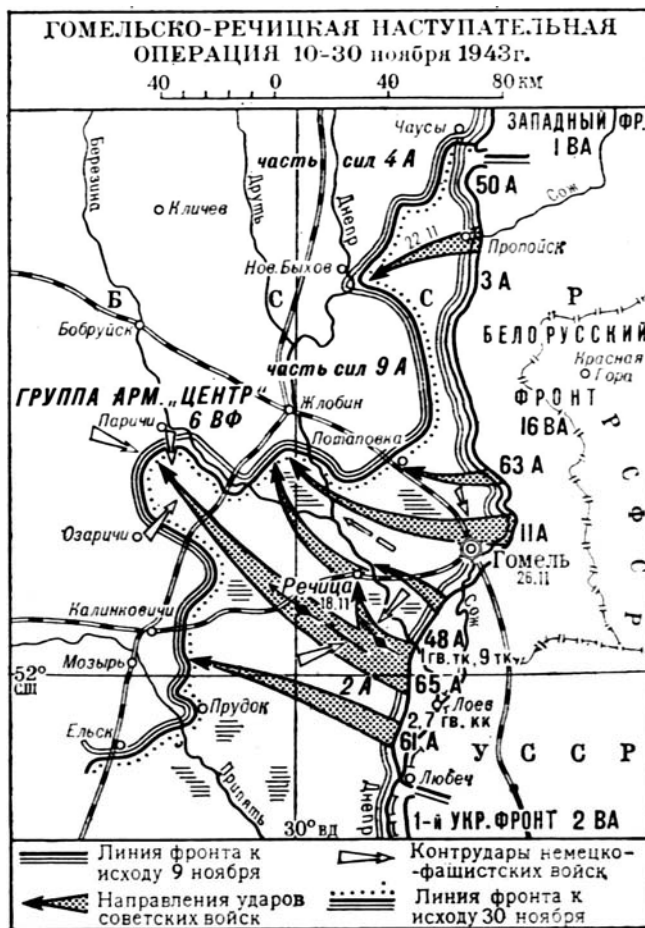 ГОМЕЛЬСКО-РЕЧИЦКАЯ НАСТУПАТЕЛЬНАЯ
ОПЕРАЦИЯ 10-30 ноября 1943г.
40 0 40 80 км
Чаусы
ЗАПАДНЫЙ ФР.
1 ВА
Березина
часть сил 4 А
Друть
Днепр
50 А
Сож
Кличев
22.11
Пропойск
Нов. Быхов
3 А
Б С С Р
Бобруйск
БЕЛОРУССКИЙ
ФРОНТ
16 ВА
Красная
Гора
часть сил 9 А
ГРУППА АРМ. „ЦЕНТР"
6 ВФ
Жлобин
Паричи
Потаповка
63 А
Р С Ф С Р
11 А
Озаричи
Гомель
26.11
Речица
18.11
Сож
Калинковичи
48 А
1 гв. тк, 9 тк
Мозырь
52°
сш
2 А
65 А
Лоев
2,7 гв. кк
Прудок
61 А
Ельск
У С С Р
Припять
Любеч
Днепр
30° вд
1-й УКР. ФРОНТ 2 ВА
Линия фронта к
исходу 9 ноября
Контрудары немецко-
-фашистских войск
Направления ударов
советских войск
Линия фронта к
исходу 30 ноября